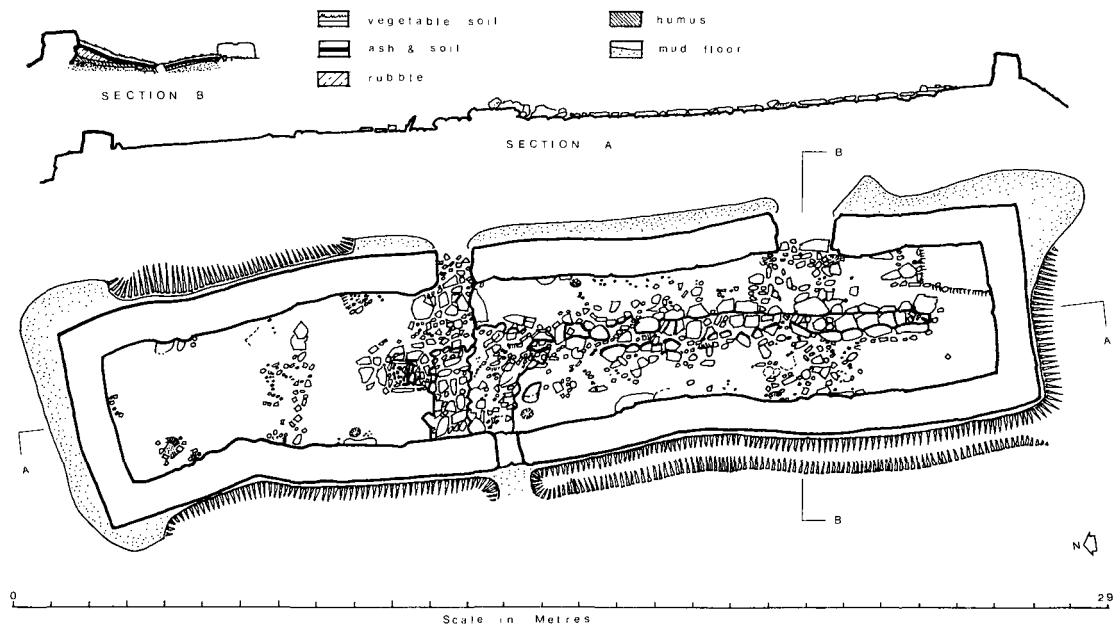 vegetable soil
ash & soil
rubble
humus
mud floor
SECTION B
SECTION A
B
A
A
B
N
0
29
Scale in Metres